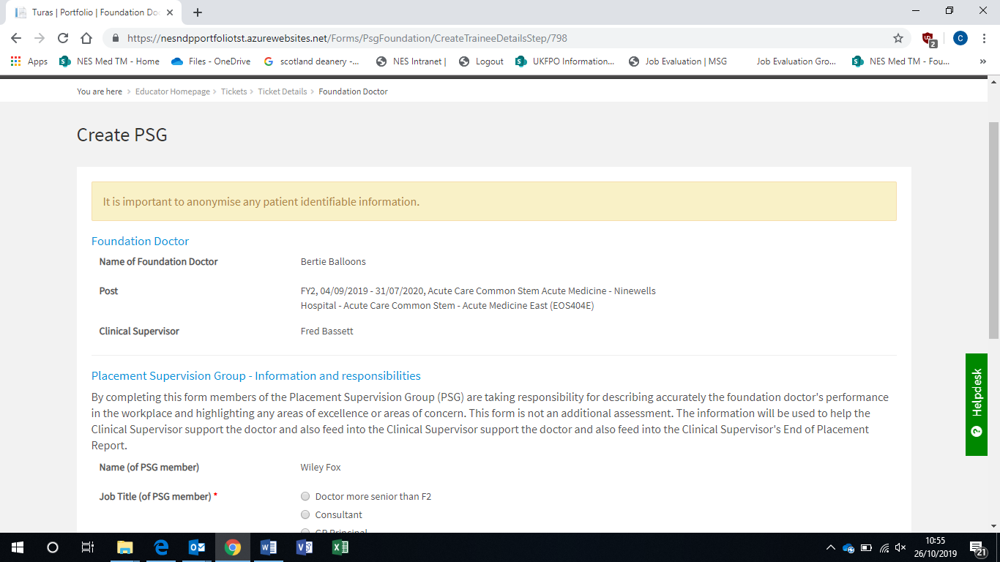 Turas | Portfolio | Foundation Do
https://nesndpportfoliotst.azurewebsites.net/Forms/PsgFoundation/CreateTraineeDetailsStep/798
C
2
Apps
NES Med TM - Home
Files - OneDrive
scotland deanery -...
NES Intranet |
Logout
UKFPO Information...
Job Evaluation | MSG
Job Evaluation Gro...
NES Med TM - Fou...
»
You are here > Educator Homepage > Tickets > Ticket Details > Foundation Doctor
Create PSG
It is important to anonymise any patient identifiable information.
Foundation Doctor
Name of Foundation Doctor Bertie Balloons
Post FY2, 04/09/2019 - 31/07/2020, Acute Care Common Stem Acute Medicine - Ninewells
Hospital - Acute Care Common Stem - Acute Medicine East (EOS404E)
Clinical Supervisor Fred Bassett
Placement Supervision Group - Information and responsibilities
By completing this form members of the Placement Supervision Group (PSG) are taking responsibility for describing accurately the foundation doctor's performance
in the workplace and highlighting any areas of excellence or areas of concern. This form is not an additional assessment. The information will be used to help the
Clinical Supervisor support the doctor and also feed into the Clinical Supervisor support the doctor and also feed into the Clinical Supervisor's End of Placement
Report.
Name (of PSG member) Wiley Fox
Job Title (of PSG member) * Doctor more senior than F2
Consultant
GP Principal
? Helpdesk
10:55
26/10/2019
21